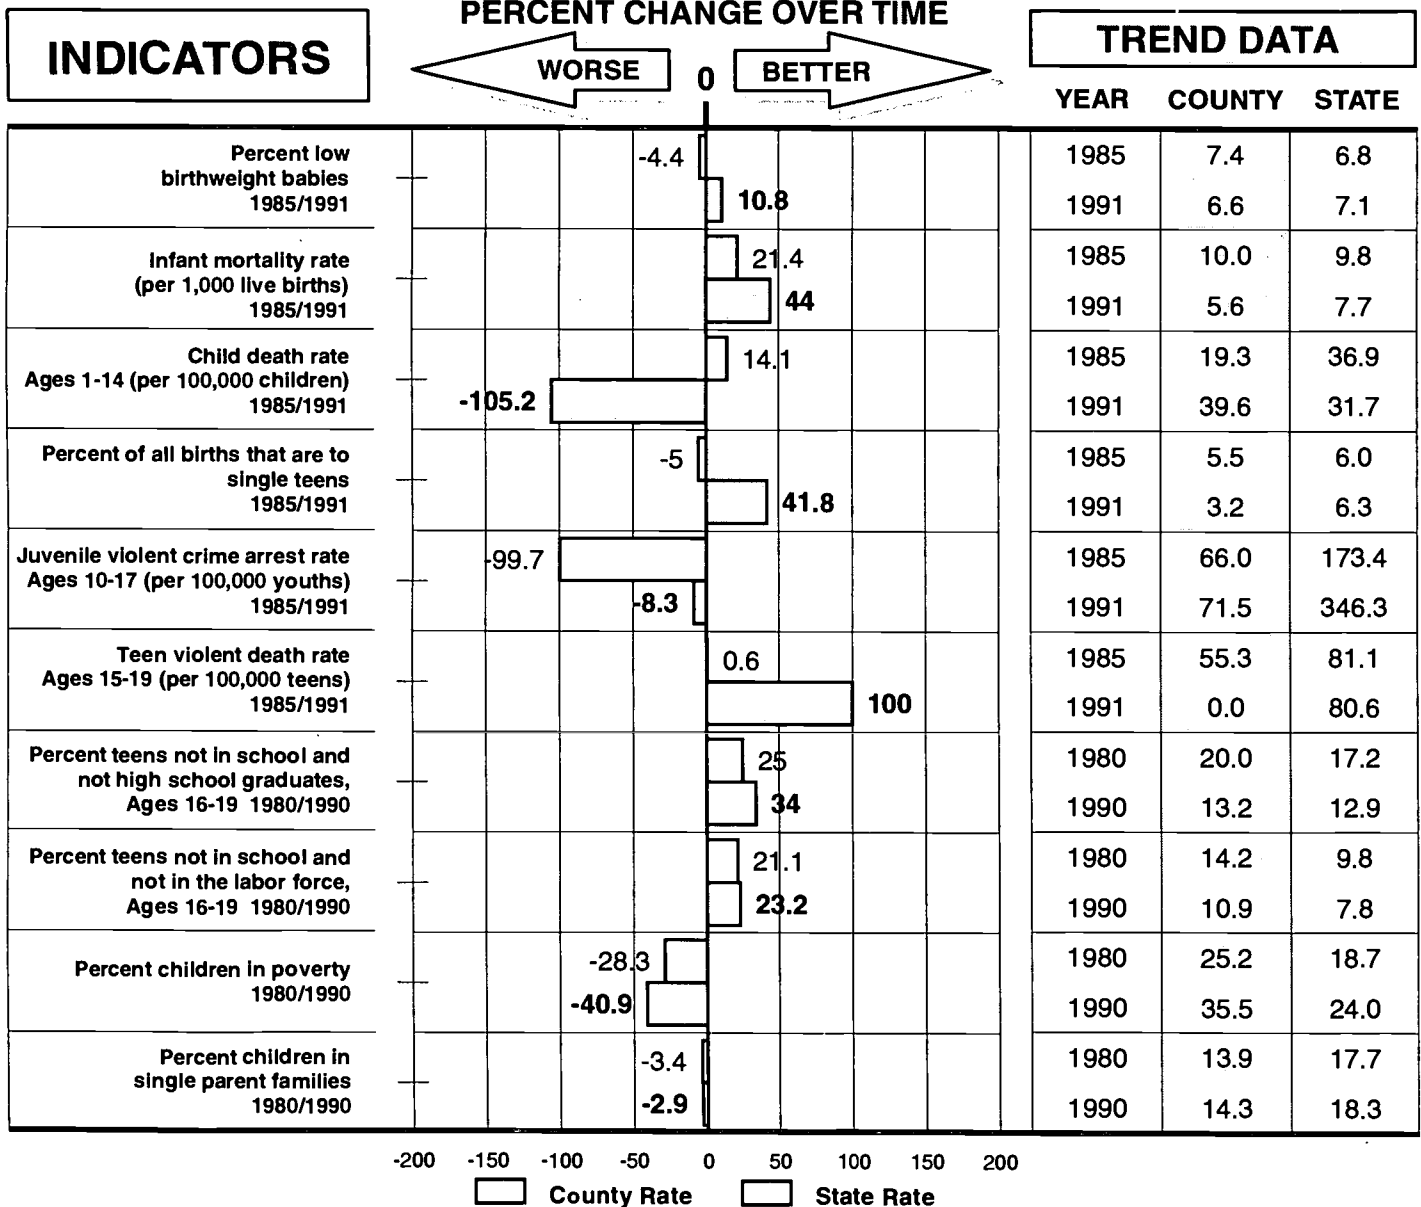 PERCENT CHANGE OVER TIME
INDICATORS
WORSE
0
BETTER
TREND DATA
YEAR COUNTY STATE
Percent low
birthweight babies
1985/1991
-4.4
10.8
1985 7.4 6.8
1991 6.6 7.1
Infant mortality rate
(per 1,000 live births)
1985/1991
21.4
44
1985 10.0 9.8
1991 5.6 7.7
Child death rate
Ages 1-14 (per 100,000 children)
1985/1991
14.1
-105.2
1985 19.3 36.9
1991 39.6 31.7
Percent of all births that are to
single teens
1985/1991
-5
41.8
1985 5.5 6.0
1991 3.2 6.3
Juvenile violent crime arrest rate
Ages 10-17 (per 100,000 youths)
1985/1991
-99.7
-8.3
1985 66.0 173.4
1991 71.5 346.3
Teen violent death rate
Ages 15-19 (per 100,000 teens)
1985/1991
0.6
100
1985 55.3 81.1
1991 0.0 80.6
Percent teens not in school and
not high school graduates,
Ages 16-19 1980/1990
25
34
1980 20.0 17.2
1990 13.2 12.9
Percent teens not in school and
not in the labor force,
Ages 16-19 1980/1990
21.1
23.2
1980 14.2 9.8
1990 10.9 7.8
Percent children in poverty
1980/1990
-28.3
-40.9
1980 25.2 18.7
1990 35.5 24.0
Percent children in
single parent families
1980/1990
-3.4
-2.9
1980 13.9 17.7
1990 14.3 18.3
-200 -150 -100 -50 0 50 100 150 200
County Rate State Rate